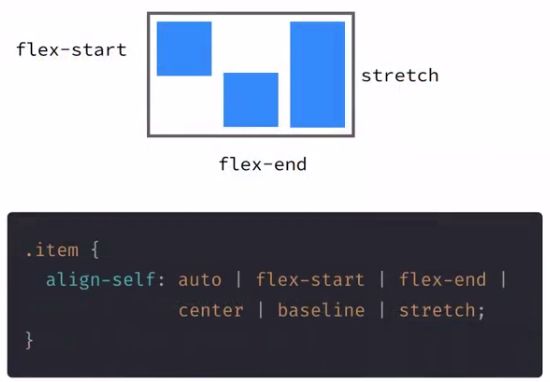 flex-start
stretch
flex-end
.item {
  align-self: auto | flex-start | flex-end |
              center | baseline | stretch;
}